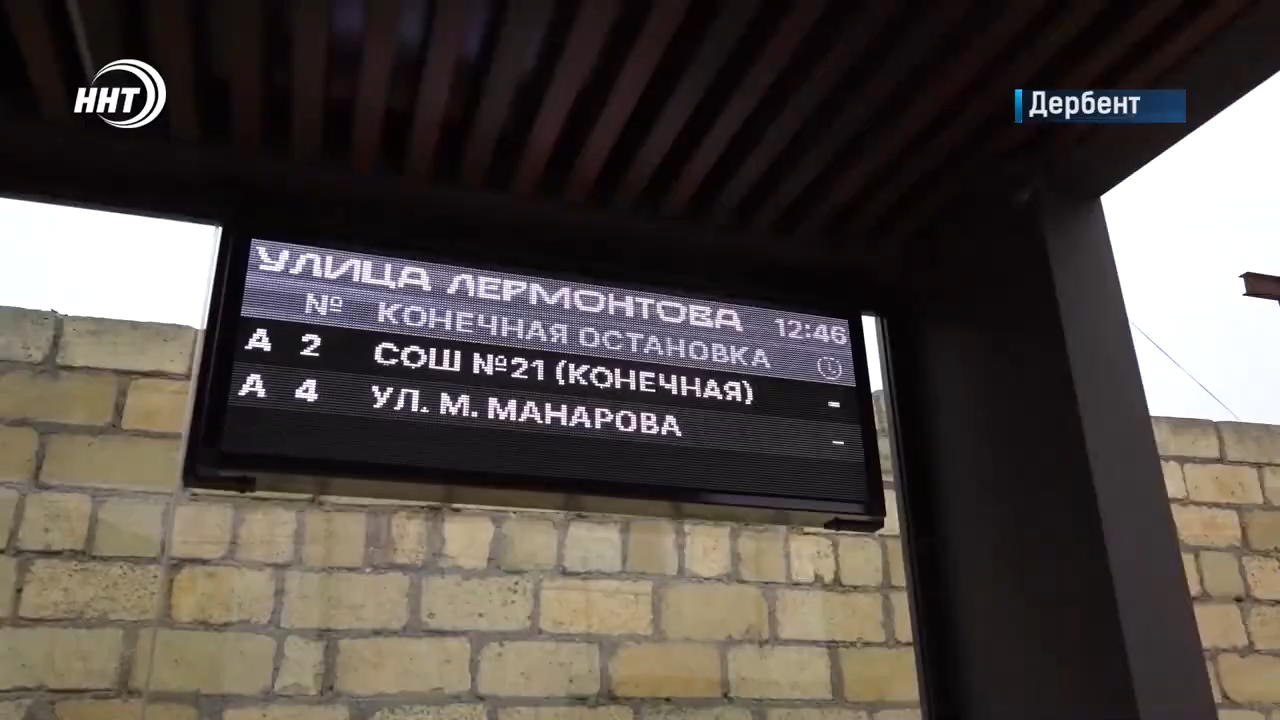 ННТ
Дербент
УЛИЦА ЛЕРМОНТОВА 12:46
№ КОНЕЧНАЯ ОСТАНОВКА
А 2 СОШ №21 (КОНЕЧНАЯ) –
А 4 УЛ. М. МАНАРОВА –